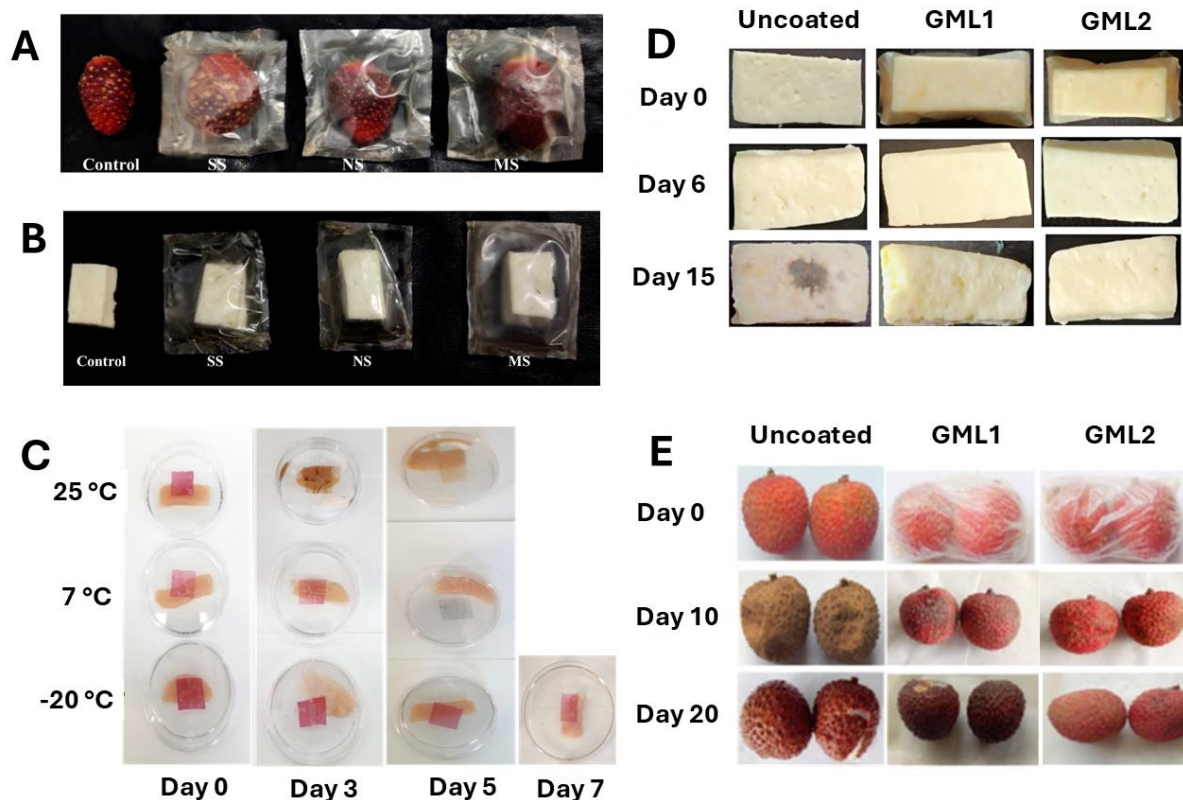 A
Control SS NS MS
B
Control SS NS MS
C
25 °C
7 °C
-20 °C
Day 0 Day 3 Day 5 Day 7
D
Uncoated GML1 GML2
Day 0
Day 6
Day 15
E
Uncoated GML1 GML2
Day 0
Day 10
Day 20